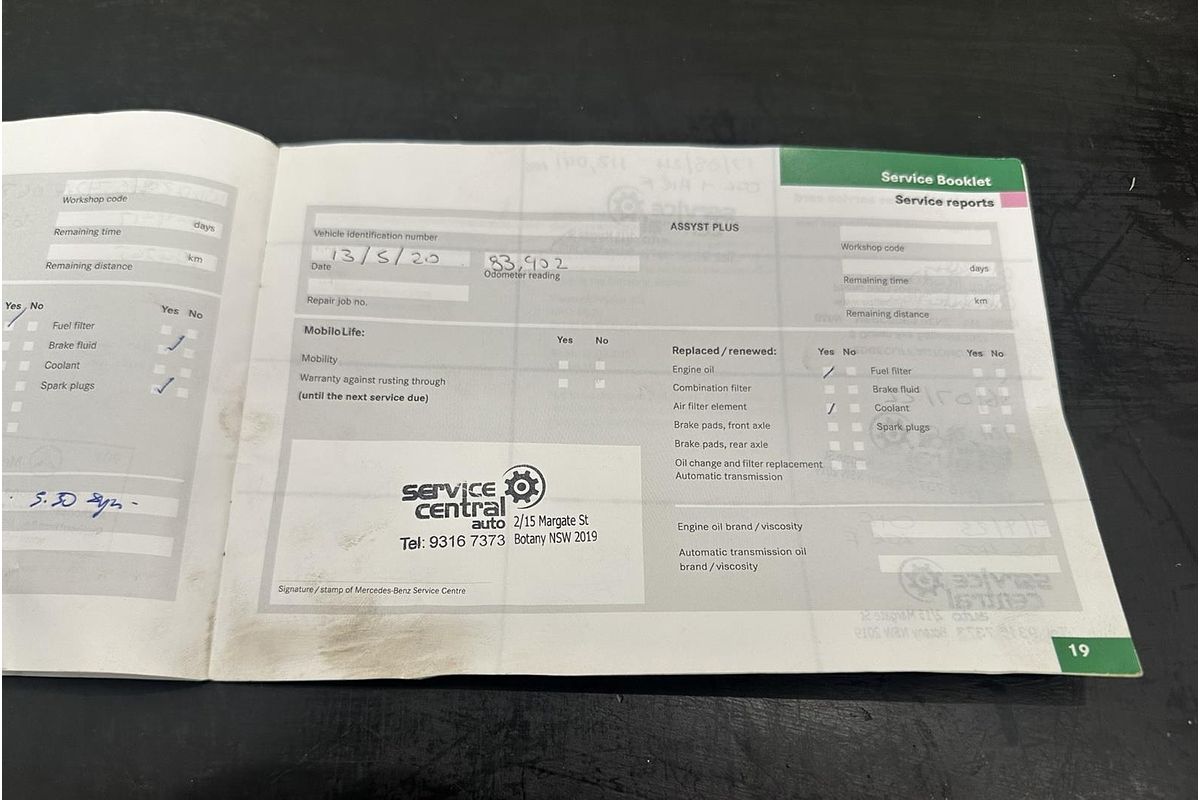 Workshop code
Remaining time
days
Remaining distance
km
Yes No
Yes No
Fuel filter
Brake fluid
Coolant
Spark plugs
5.30
Service Booklet
Service reports
Vehicle identification number
ASSYST PLUS
13/5/20
Date
83,902
Odometer reading
Repair job no.
Workshop code
days
Remaining time
km
Remaining distance
MobiloLife:
Yes No
Mobility
Warranty against rusting through
(until the next service due)
Replaced/renewed:
Yes No
Yes No
Engine oil
Fuel filter
Combination filter
Brake fluid
Air filter element
Coolant
Brake pads, front axle
Spark plugs
Brake pads, rear axle
Oil change and filter replacement
Automatic transmission
service
central
auto
2/15 Margate St
Tel: 9316 7373
Botany NSW 2019
Signature/stamp of Mercedes-Benz Service Centre
Engine oil brand/viscosity
Automatic transmission oil
brand/viscosity
19